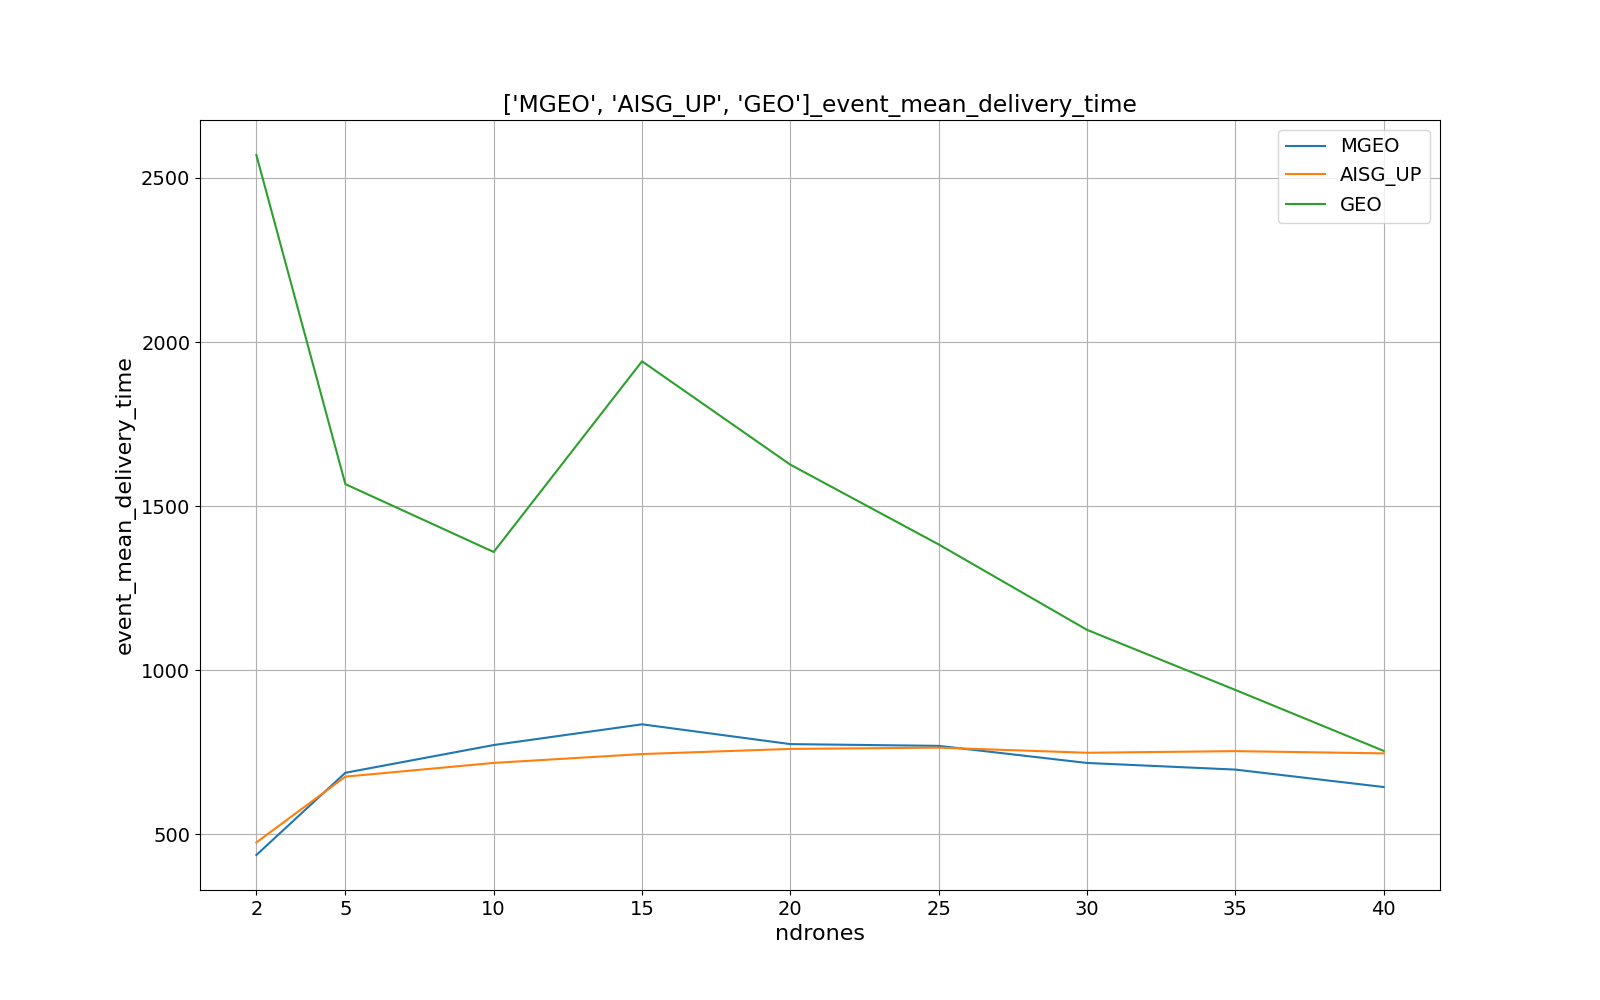 ['MGEO', 'AISG_UP', 'GEO']_event_mean_delivery_time
MGEO
AISG_UP
GEO
event_mean_delivery_time
2500
2000
1500
1000
500
2 5 10 15 20 25 30 35 40
ndrones